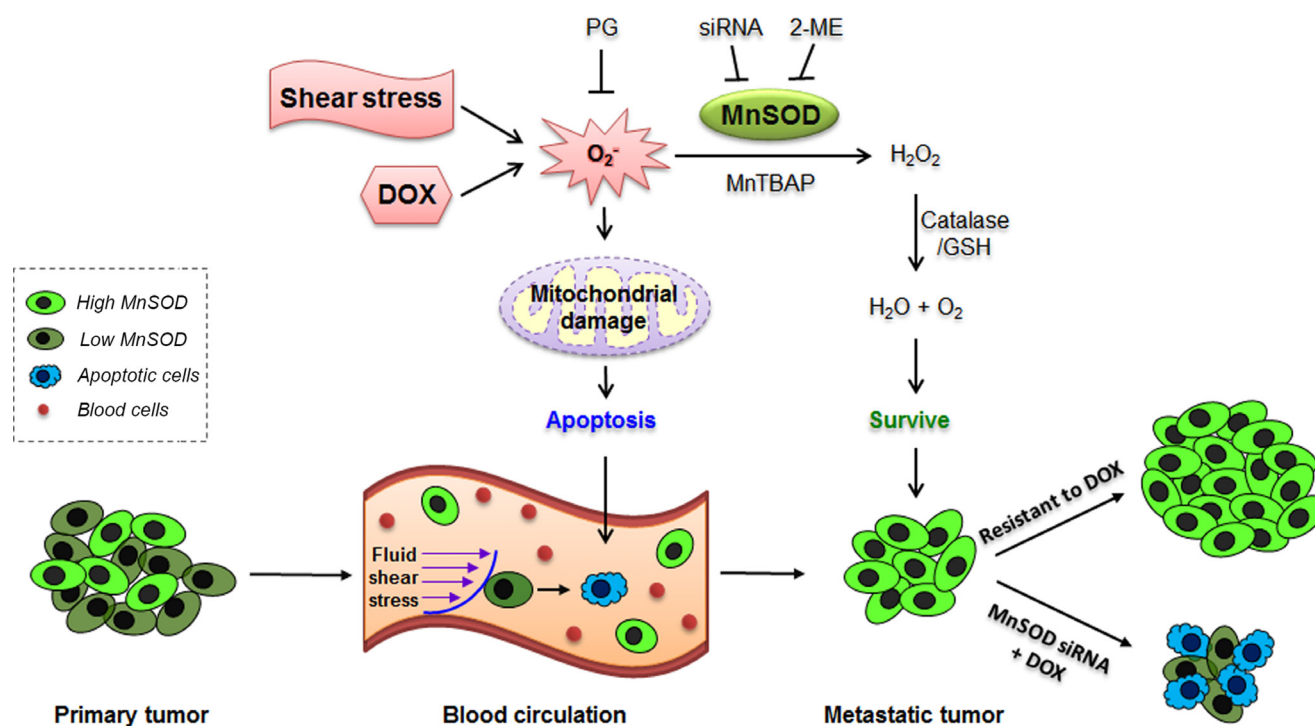 PG
siRNA
2-ME
Shear stress
MnSOD
O₂⁻
H₂O₂
DOX
MnTBAP
Catalase
/GSH
Mitochondrial
damage
H₂O + O₂
High MnSOD
Low MnSOD
Apoptotic cells
Blood cells
Apoptosis
Survive
Fluid
shear
stress
Resistant to DOX
MnSOD siRNA
+ DOX
Primary tumor
Blood circulation
Metastatic tumor